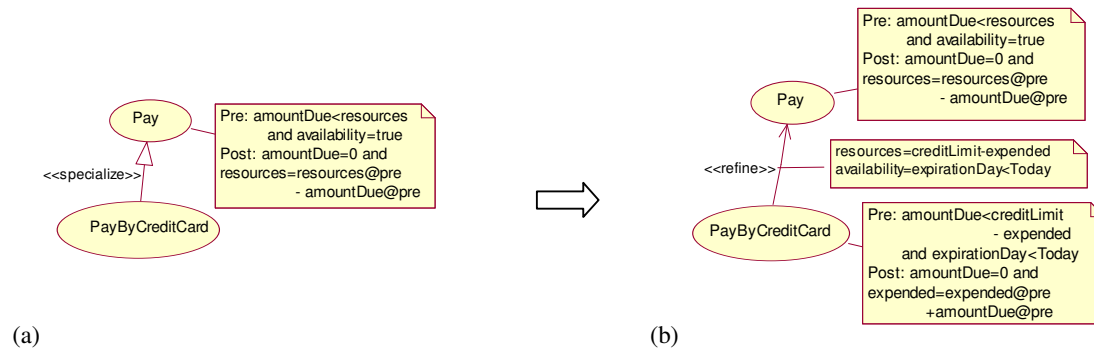 Pay
Pre: amountDue<resources
and availability=true
Post: amountDue=0 and
resources=resources@pre
- amountDue@pre
<<specialize>>
PayByCreditCard
(a)
Pre: amountDue<resources
and availability=true
Post: amountDue=0 and
resources=resources@pre
- amountDue@pre
Pay
<<refine>>
resources=creditLimit-expended
availability=expirationDay<Today
PayByCreditCard
Pre: amountDue<creditLimit
- expended
and expirationDay<Today
Post: amountDue=0 and
expended=expended@pre
+amountDue@pre
(b)